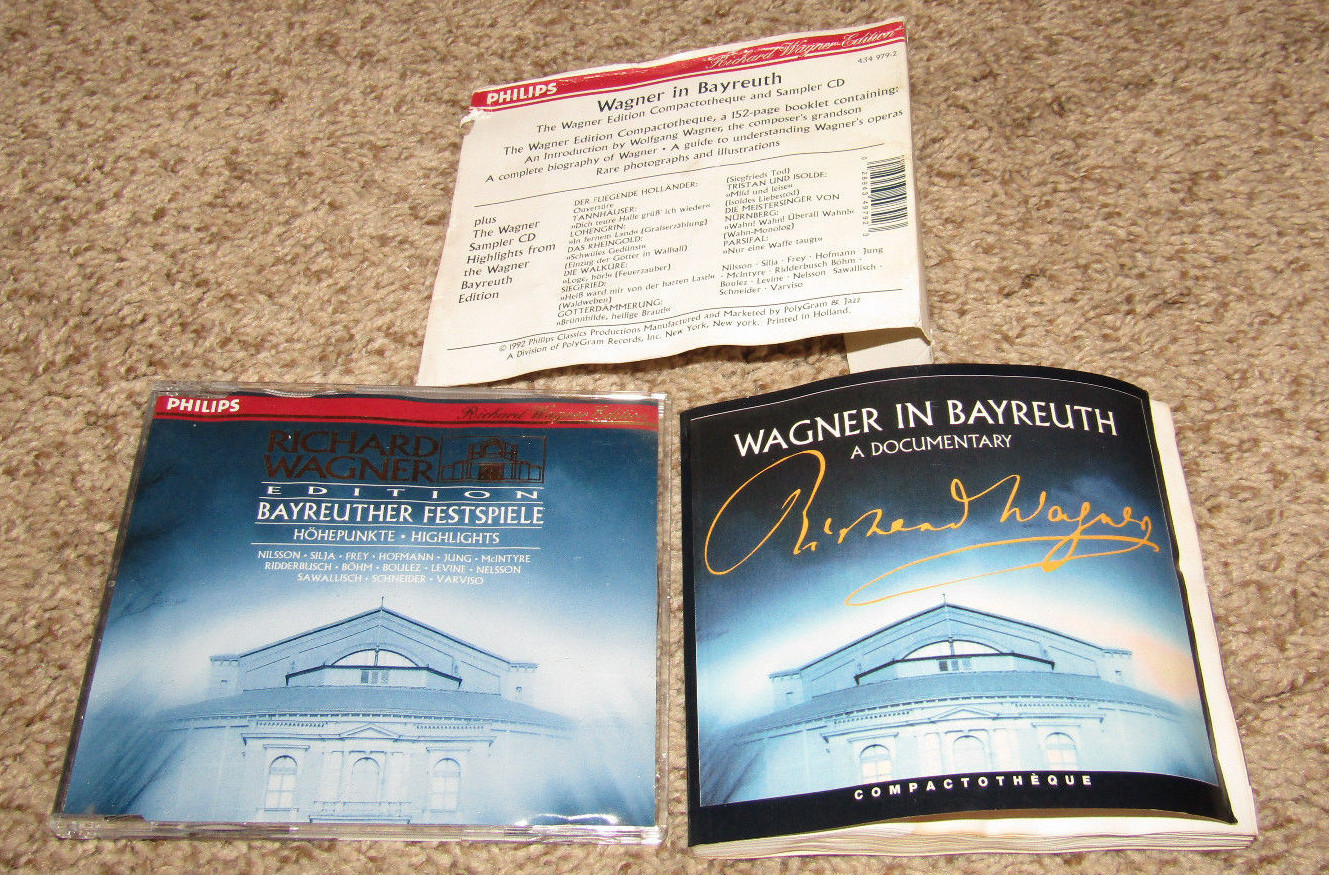 PHILIPS
Richard Wagner Edition
434 979-2
Wagner in Bayreuth
The Wagner Edition Compactotheque and Sampler CD
The Wagner Edition Compactotheque, a 152-page booklet containing:
An Introduction by Wolfgang Wagner, the composer's grandson
A complete biography of Wagner • A guide to understanding Wagner's operas
Rare photographs and illustrations
plus
The Wagner
Sampler CD
Highlights from
the Wagner
Bayreuth
Edition
DER FLIEGENDE HOLLÄNDER:
Ouvertüre
TANNHÄUSER:
»Dich teure Halle grüß' ich wieder«
LOHENGRIN:
»In fernem Land« (Gralserzählung)
DAS RHEINGOLD:
»Schwüles Gedünst«
(Einzug der Götter in Walhall)
DIE WALKÜRE:
»Loge, hör!« (Feuerzauber)
SIEGFRIED:
»Heiß ward mir von der harten Last!«
(Waldweben)
GÖTTERDÄMMERUNG:
»Brünnhilde, heilige Braut!«
(Siegfrieds Tod)
TRISTAN UND ISOLDE:
»Mild und leise«
(Isoldes Liebestod)
DIE MEISTERSINGER VON
NÜRNBERG:
»Wahn! Wahn! Überall Wahn!«
(Wahn-Monolog)
PARSIFAL:
»Nur eine Waffe taugt«
Nilsson · Silja · Frey · Hofmann Jung
· McIntyre · Ridderbusch Böhm ·
Boulez · Levine · Nelsson Sawallisch ·
Schneider · Varviso
© 1992 Philips Classics Productions Manufactured and Marketed by PolyGram & Jazz
A Division of PolyGram Records, Inc. New York, New york. Printed in Holland.
PHILIPS
Richard Wagner Edition
RICHARD
WAGNER
EDITION
BAYREUTHER FESTSPIELE
HÖHEPUNKTE • HIGHLIGHTS
NILSSON • SILJA • FREY • HOFMANN • JUNG • McINTYRE
RIDDERBUSCH • BÖHM • BOULEZ • LEVINE • NELSSON
SAWALLISCH • SCHNEIDER • VARVISO
WAGNER IN BAYREUTH
A DOCUMENTARY
Richard Wagner
COMPACTOTHÈQUE